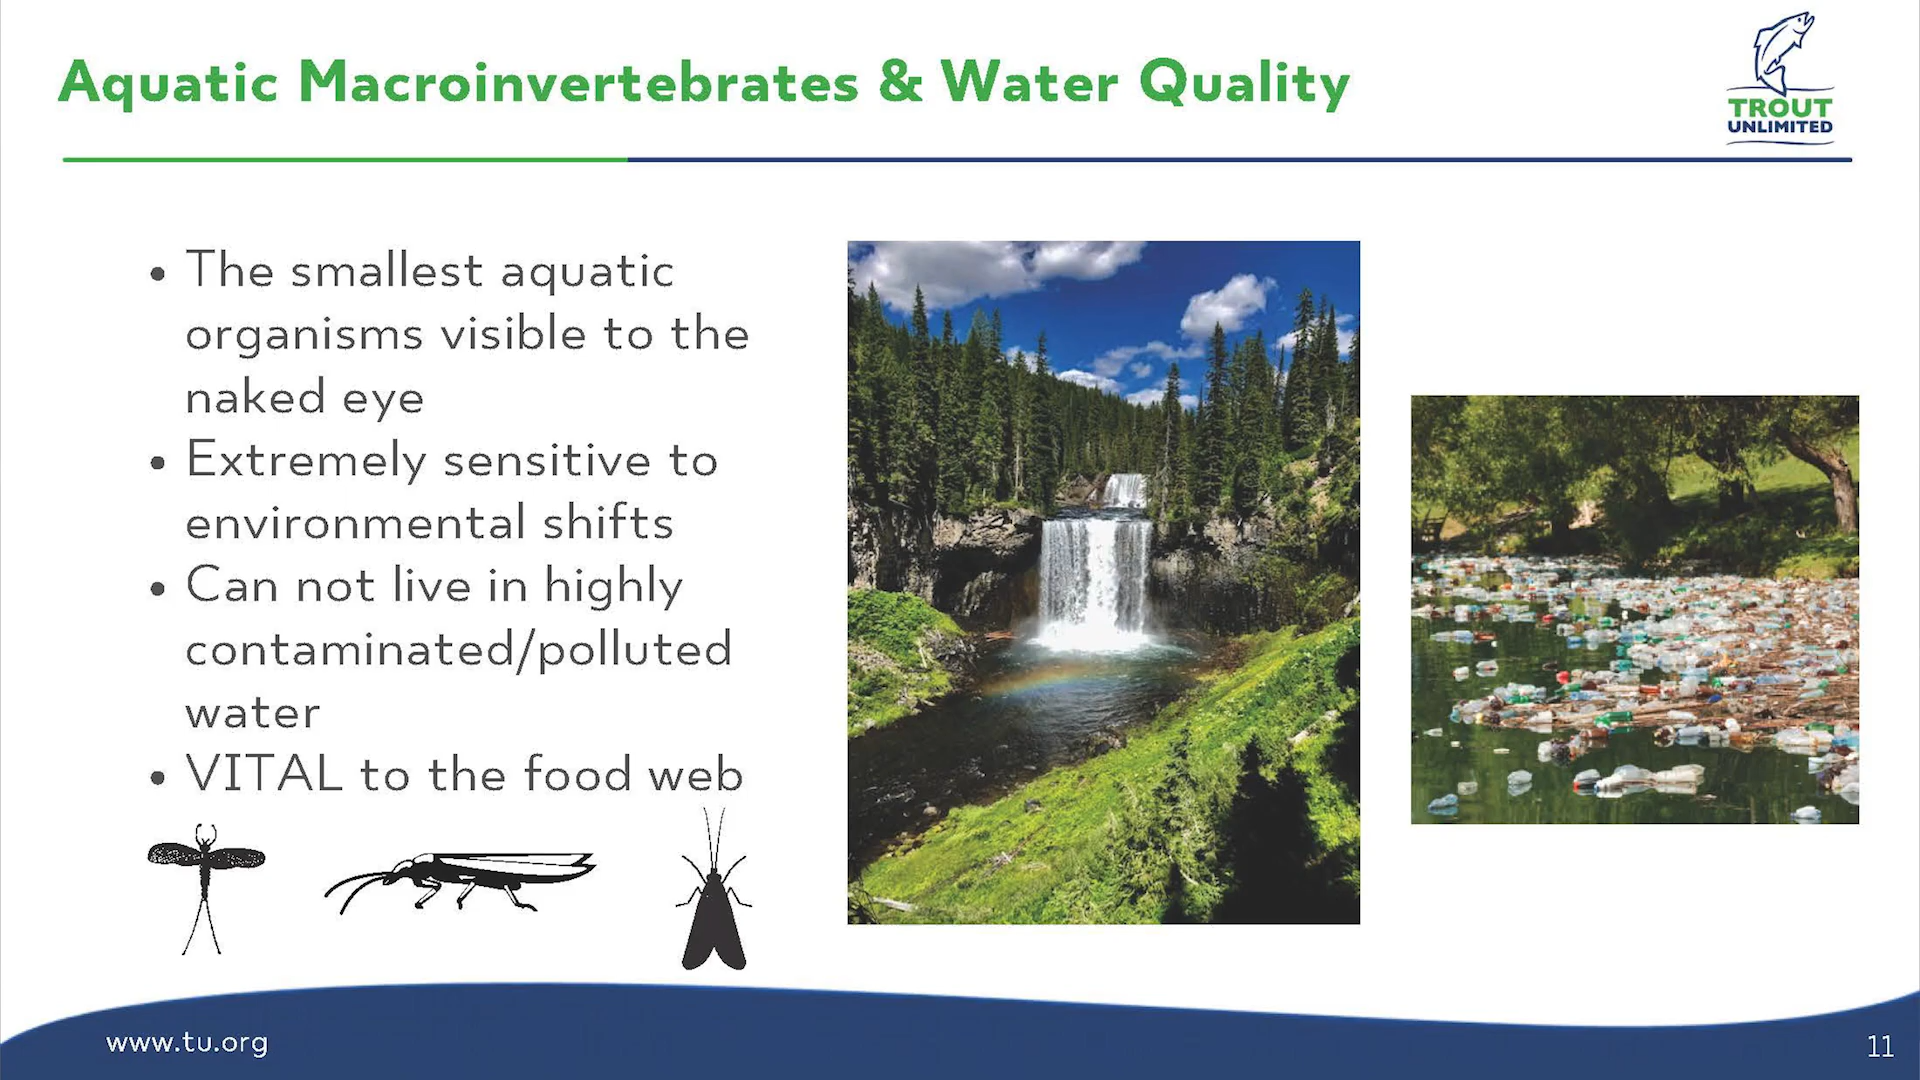 Aquatic Macroinvertebrates & Water Quality
TROUT
UNLIMITED
• The smallest aquatic
organisms visible to the
naked eye
• Extremely sensitive to
environmental shifts
• Can not live in highly
contaminated/polluted
water
• VITAL to the food web
www.tu.org
11